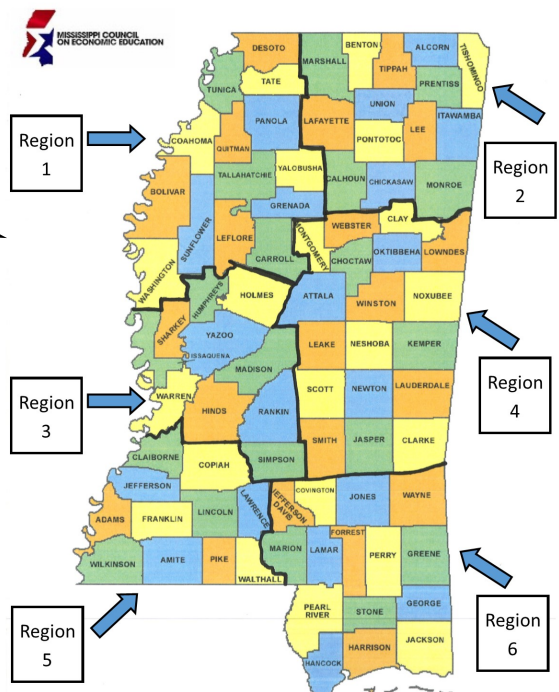 MISSISSIPPI COUNCIL
ON ECONOMIC EDUCATION
DESOTO
MARSHALL
BENTON
ALCORN
TISHOMINGO
TIPPAH
PRENTISS
TATE
TUNICA
UNION
ITAWAMBA
PANOLA
LAFAYETTE
LEE
COAHOMA
PONTOTOC
QUITMAN
Region
1
Region
2
TALLAHATCHIE
YALOBUSHA
CALHOUN
CHICKASAW
MONROE
BOLIVAR
GRENADA
SUNFLOWER
LEFLORE
MONTGOMERY
WEBSTER
CLAY
CARROLL
CHOCTAW
OKTIBBEHA
LOWNDES
WASHINGTON
HUMPHREYS
HOLMES
ATTALA
WINSTON
NOXUBEE
SHARKEY
YAZOO
ISSAQUENA
LEAKE
NESHOBA
KEMPER
MADISON
Region
4
Region
3
WARREN
HINDS
RANKIN
SCOTT
NEWTON
LAUDERDALE
SMITH
JASPER
CLARKE
CLAIBORNE
COPIAH
SIMPSON
JEFFERSON
LAWRENCE
JEFFERSON
DAVIS
COVINGTON
JONES
WAYNE
ADAMS
FRANKLIN
LINCOLN
FORREST
WILKINSON
AMITE
PIKE
WALTHALL
MARION
LAMAR
PERRY
GREENE
PEARL
RIVER
STONE
GEORGE
Region
5
Region
6
HARRISON
JACKSON
HANCOCK